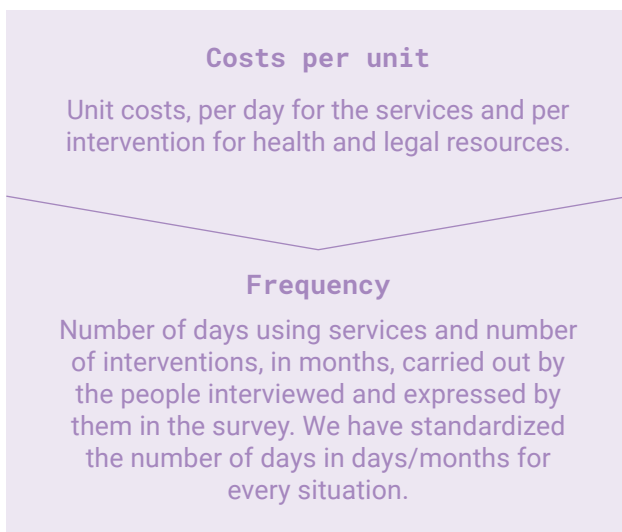 Costs per unit
Unit costs, per day for the services and per
intervention for health and legal resources.
Frequency
Number of days using services and number
of interventions, in months, carried out by
the people interviewed and expressed by
them in the survey. We have standardized
the number of days in days/months for
every situation.